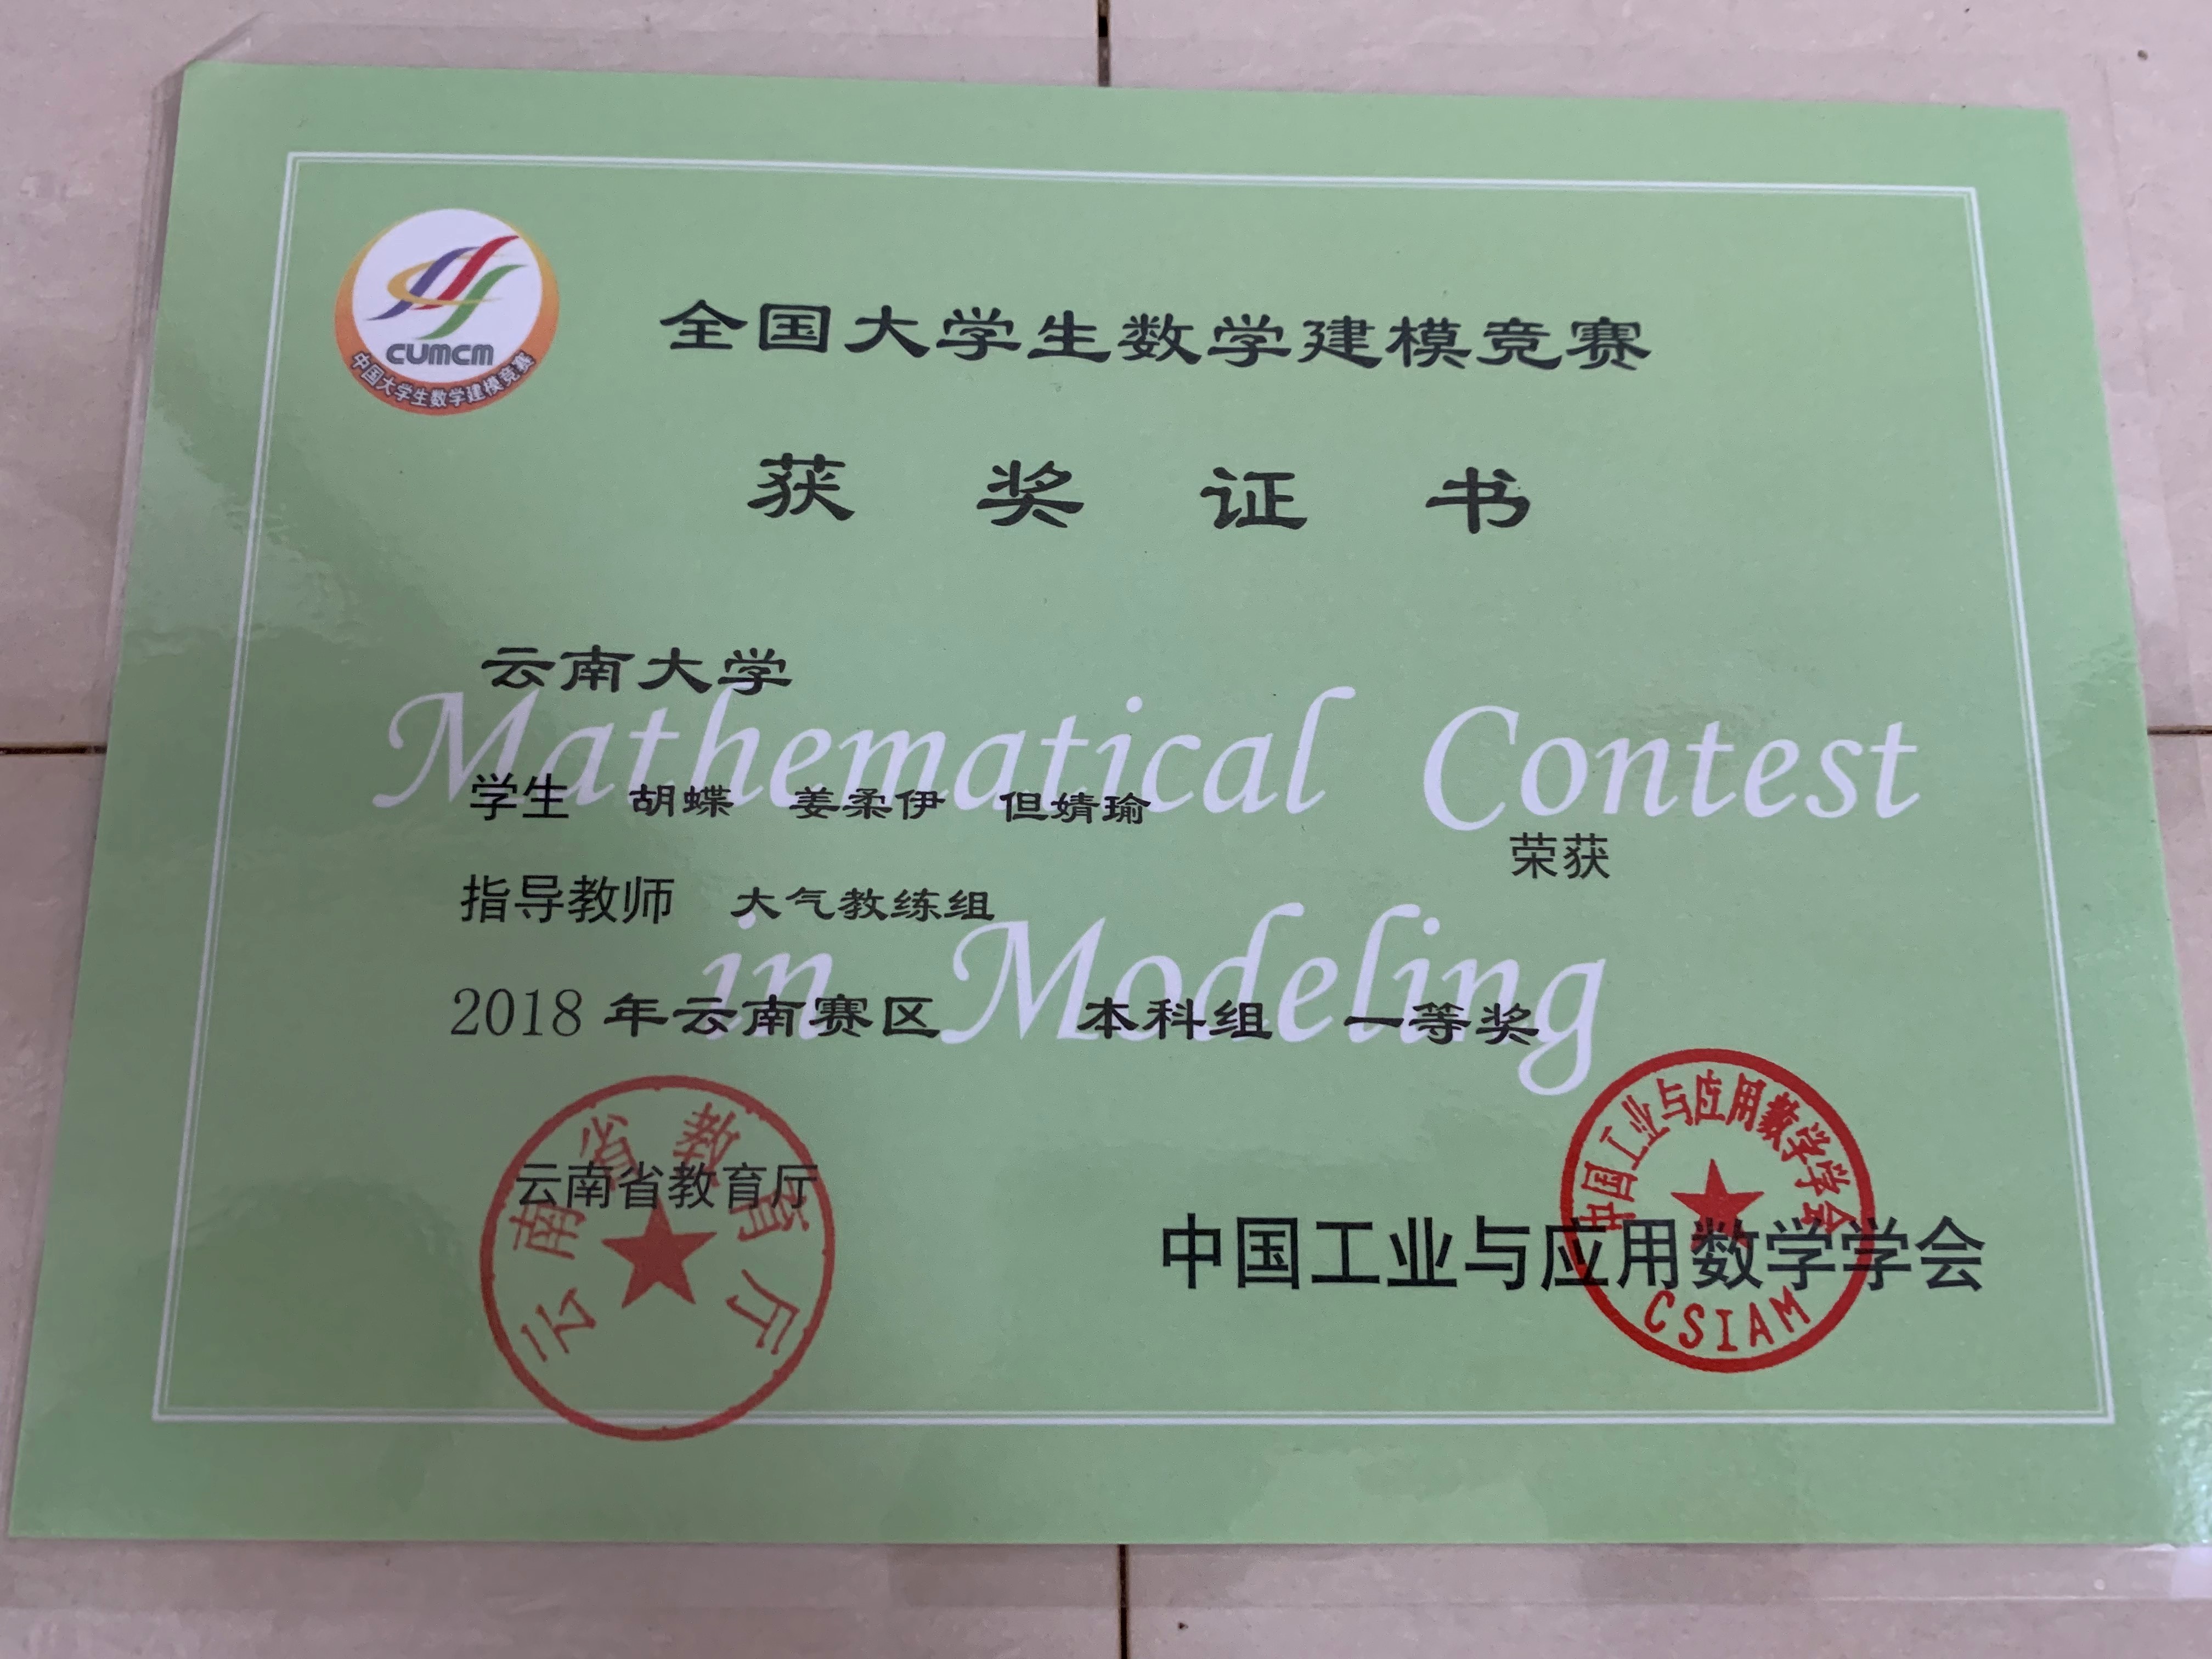 CUMCM
中国大学生数学建模竞赛
全国大学生数学建模竞赛
获奖证书
云南大学
Mathematical Contest
学生 胡蝶 姜柔伊 但婧瑜
荣获
指导教师 大气教练组
in Modeling
2018年云南赛区 本科组 一等奖
云南省教育厅
云南省教育厅
中国工业与应用数学学会
中国工业与应用数学学会
CSIAM